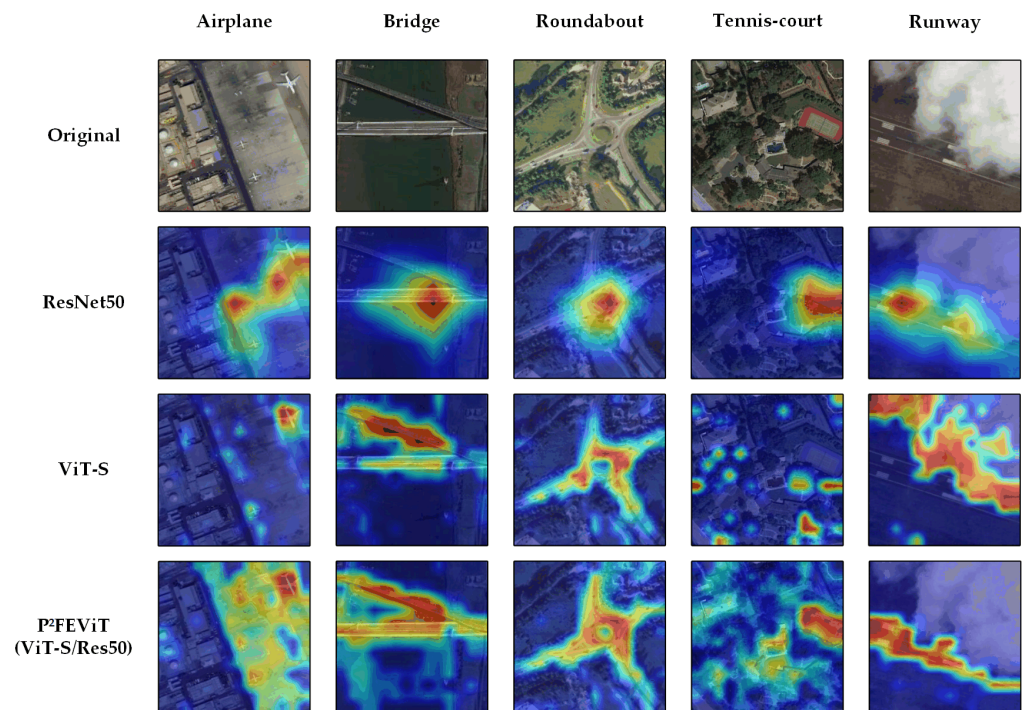 Airplane Bridge Roundabout Tennis-court Runway
Original
ResNet50
ViT-S
P²FEViT
(ViT-S/Res50)